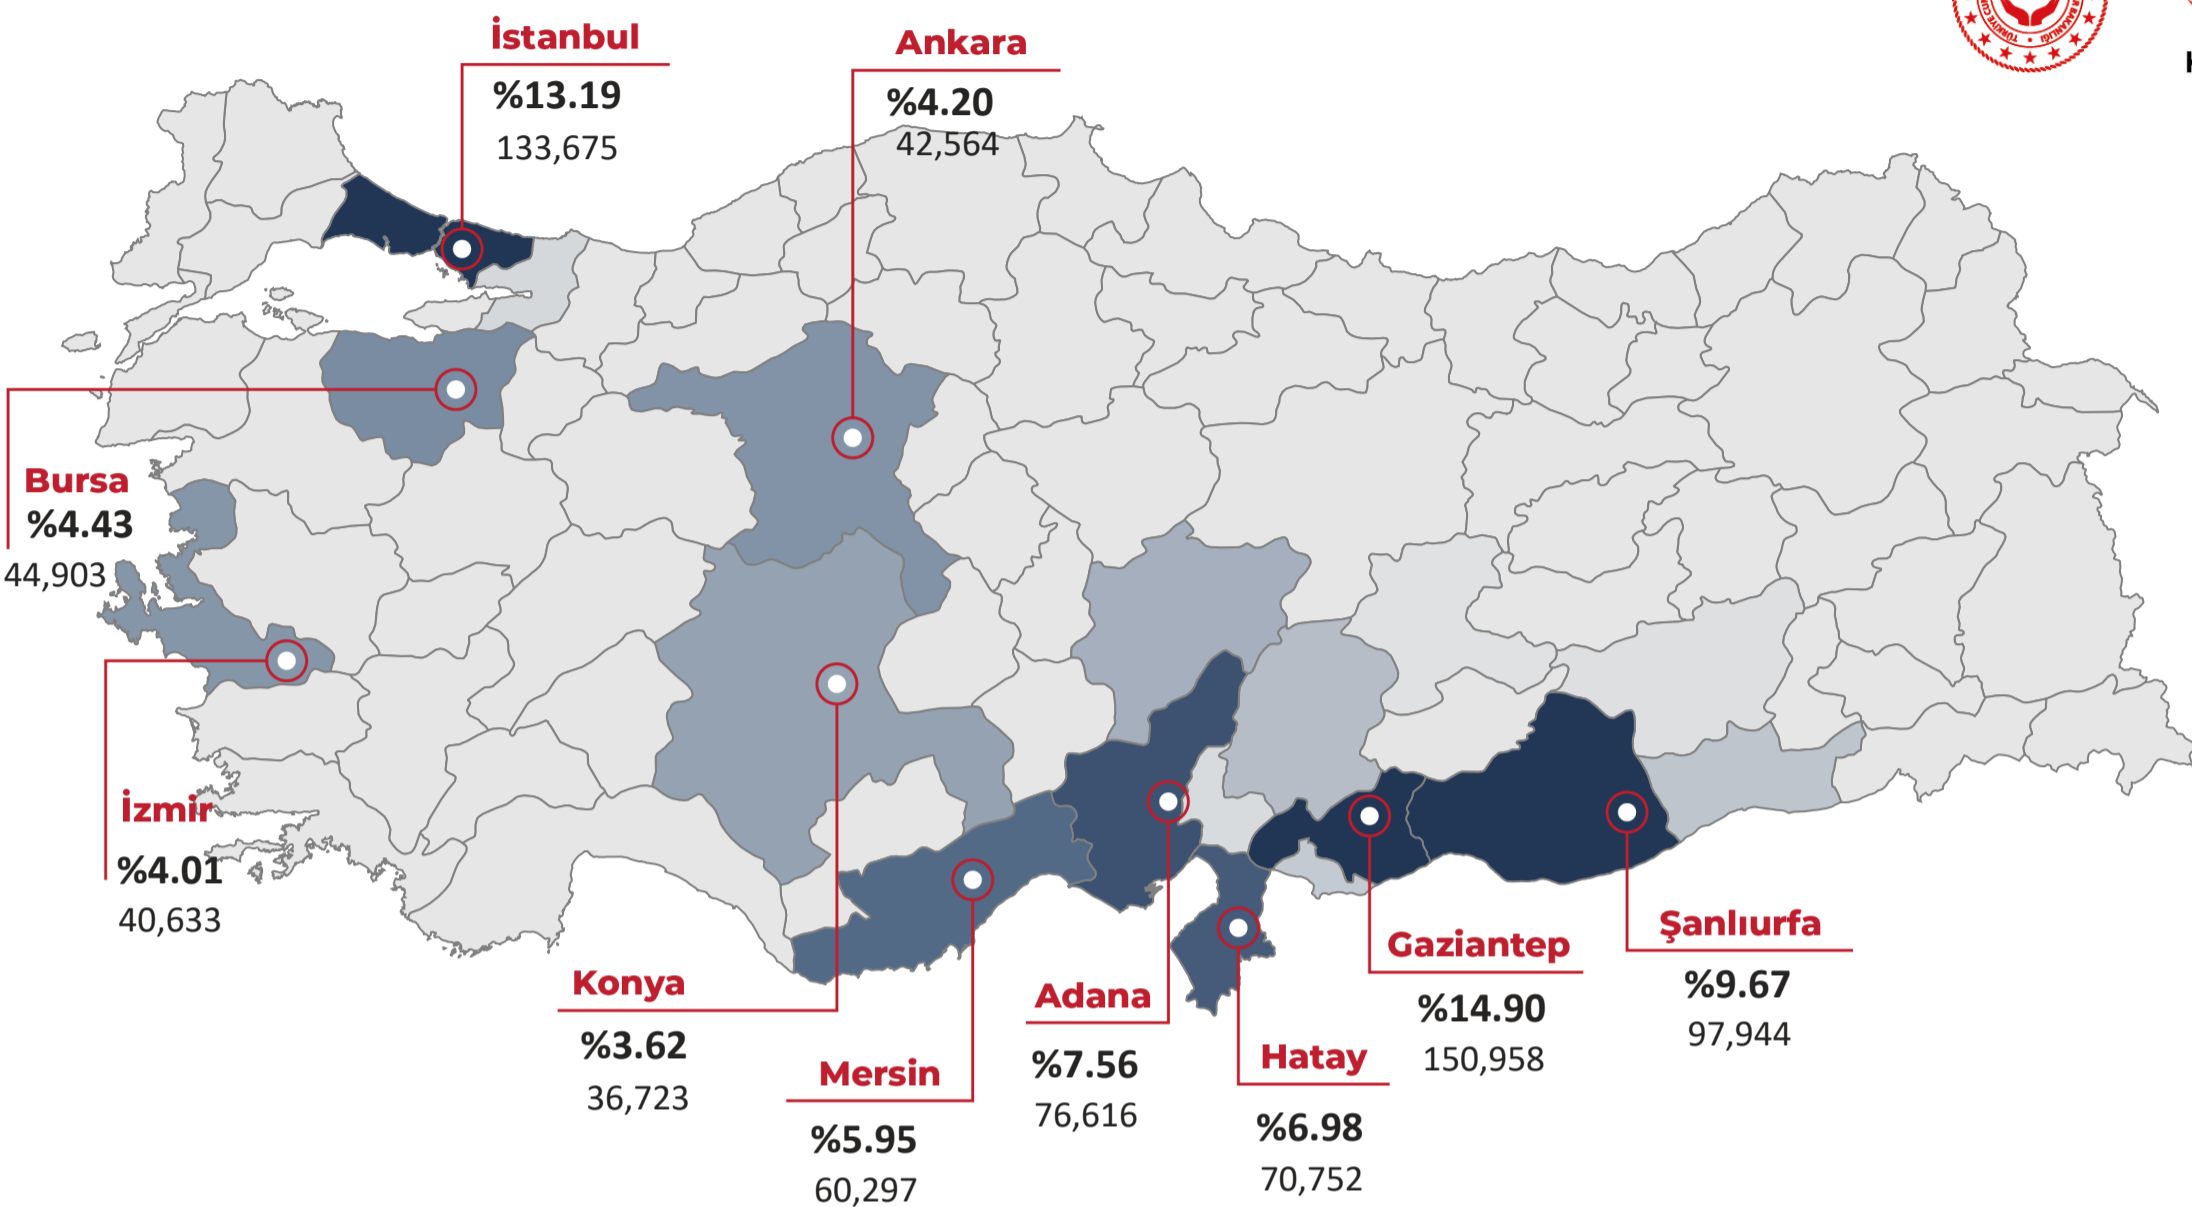 İstanbul
%13.19
133,675
Ankara
%4.20
42,564
Bursa
%4.43
44,903
İzmir
%4.01
40,633
Konya
%3.62
36,723
Mersin
%5.95
60,297
Adana
%7.56
76,616
Hatay
%6.98
70,752
Gaziantep
%14.90
150,958
Şanlıurfa
%9.67
97,944